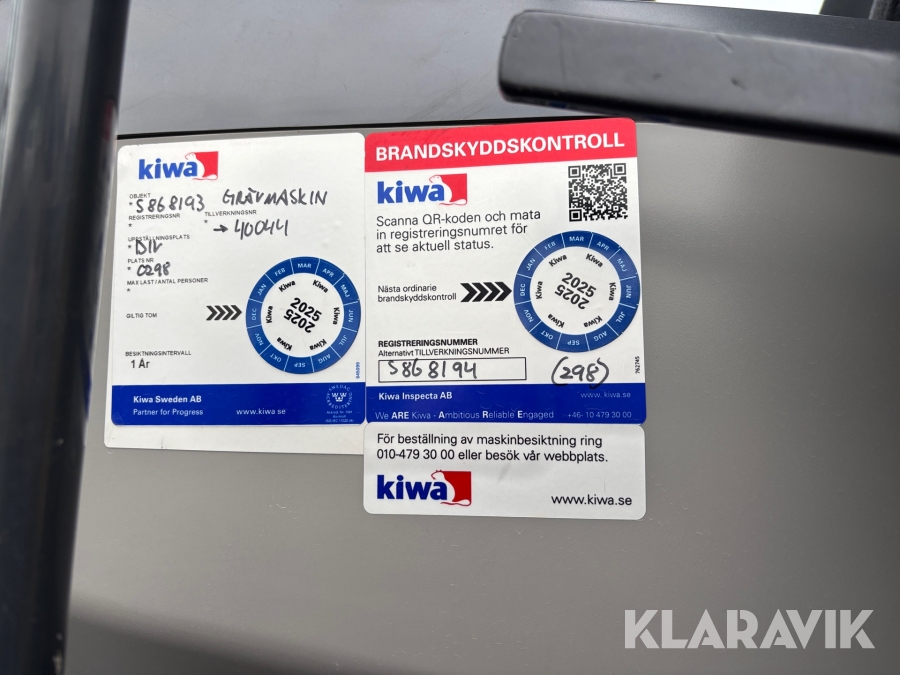 kiwa
OBJEKT
* S868193 GRÄVMASKIN
REGISTRERINGSNR TILLVERKNINGSNR
* * → 40044
UPPSTÄLLNINGSPLATS
* DIV
PLATS NR
* 0298
MAX LAST / ANTAL PERSONER
*
GILTIG TOM
BESIKTNINGSINTERVALL
1 År
JAN FEB MAR APR MAJ JUN JUL AUG SEP OKT NOV DEC
Kiwa Kiwa Kiwa Kiwa
2025
2025
Kiwa Sweden AB
Partner for Progress www.kiwa.se
BRANDSKYDDSKONTROLL
kiwa
Scanna QR-koden och mata
in registreringsnumret för
att se aktuell status.
Nästa ordinarie
brandskyddskontroll
JAN FEB MAR APR MAJ JUN JUL AUG SEP OKT NOV DEC
Kiwa Kiwa Kiwa Kiwa
2025
2025
REGISTRERINGSNUMMER
Alternativt TILLVERKNINGSNUMMER
S868194 (298)
762745
Kiwa Inspecta AB www.kiwa.se
We ARE Kiwa - Ambitious Reliable Engaged +46- 10 479 30 00
För beställning av maskinbesiktning ring
010-479 30 00 eller besök vår webbplats.
kiwa www.kiwa.se
KLARAVIK